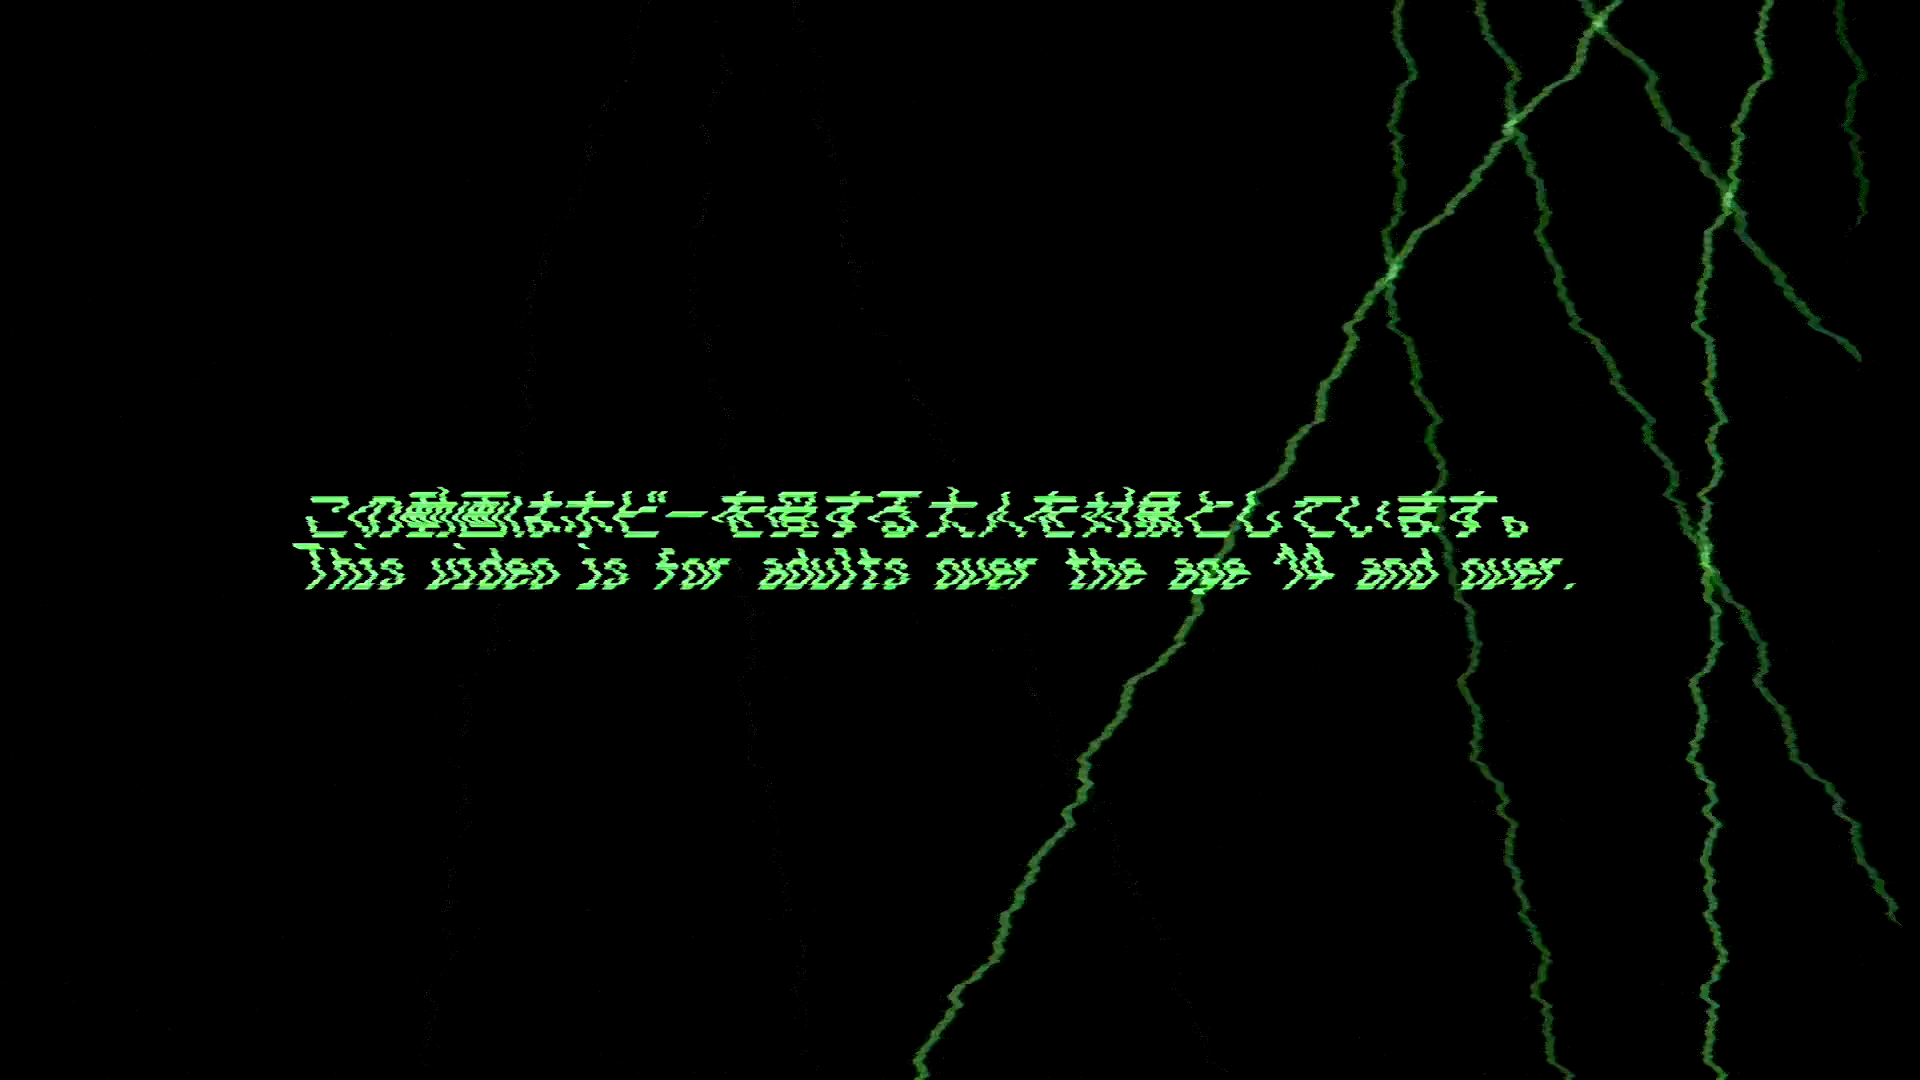 この動画はホビーを愛する大人を対象としています。
This video is for adults over the age 14 and over.